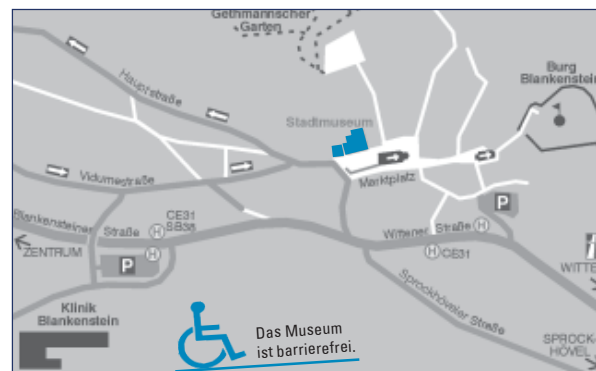 Gethmannscher
Garten
Burg
Blankenstein
Hauptstraße
Stadtmuseum
Marktplatz
Vidumestraße
P
Blankensteiner Straße
H
CE31
SB38
H
Wittener Straße
H
H CE31
ZENTRUM
P
WITTE
Sprockhöveler Straße
Klinik
Blankenstein
Das Museum
ist barrierefrei.
SPROCK-
HÖVEL